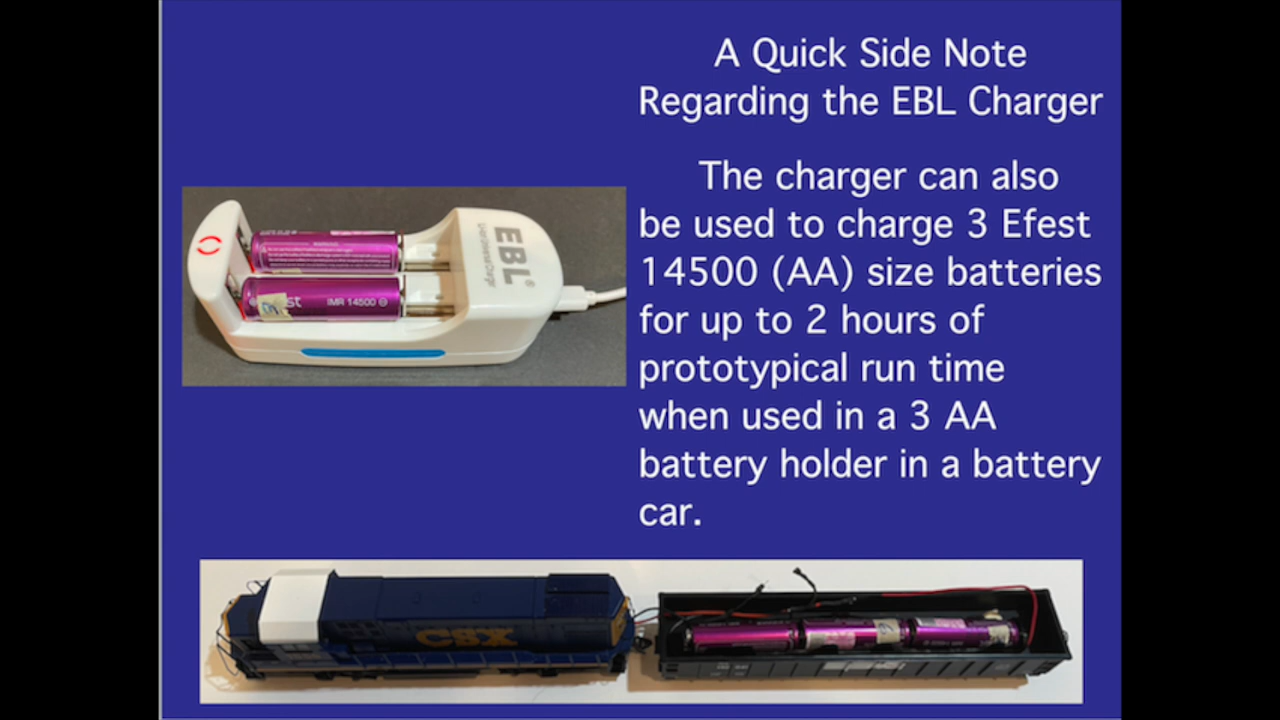 A Quick Side Note
Regarding the EBL Charger
The charger can also
be used to charge 3 Efest
14500 (AA) size batteries
for up to 2 hours of
prototypical run time
when used in a 3 AA
battery holder in a battery
car.
EBL®
IMR 14500
CSX